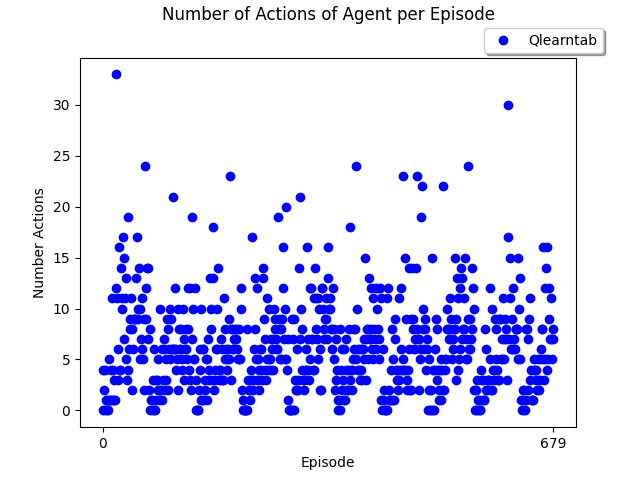 Number of Actions of Agent per Episode
Qlearntab
30
25
20
15
10
5
0
Number Actions
0
679
Episode